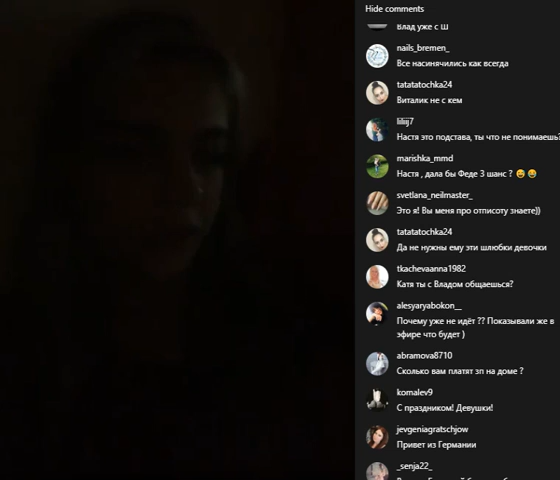 Hide comments
Влад уже с Ш
nails_bremen_
Все насинячились как всегда
tatatatochka24
Виталик не с кем
liliij7
Настя это подстава, ты что не понимаешь?
marishka_mmd
Настя , дала бы Феде 3 шанс ? 😅😅
svetlana_neilmaster_
Это я! Вы меня про отписоту знаете))
tatatatochka24
Да не нужны ему эти шлюбки девочки
tkachevaanna1982
Катя ты с Владом общаешься?
alesyaryabokon__
Почему уже не идёт ?? Показывали же в
эфире что будет )
abramova8710
Сколько вам платят зп на доме ?
komalev9
С праздником! Девушки!
jevgeniagratschjow
Привет из Германии
_senja22_